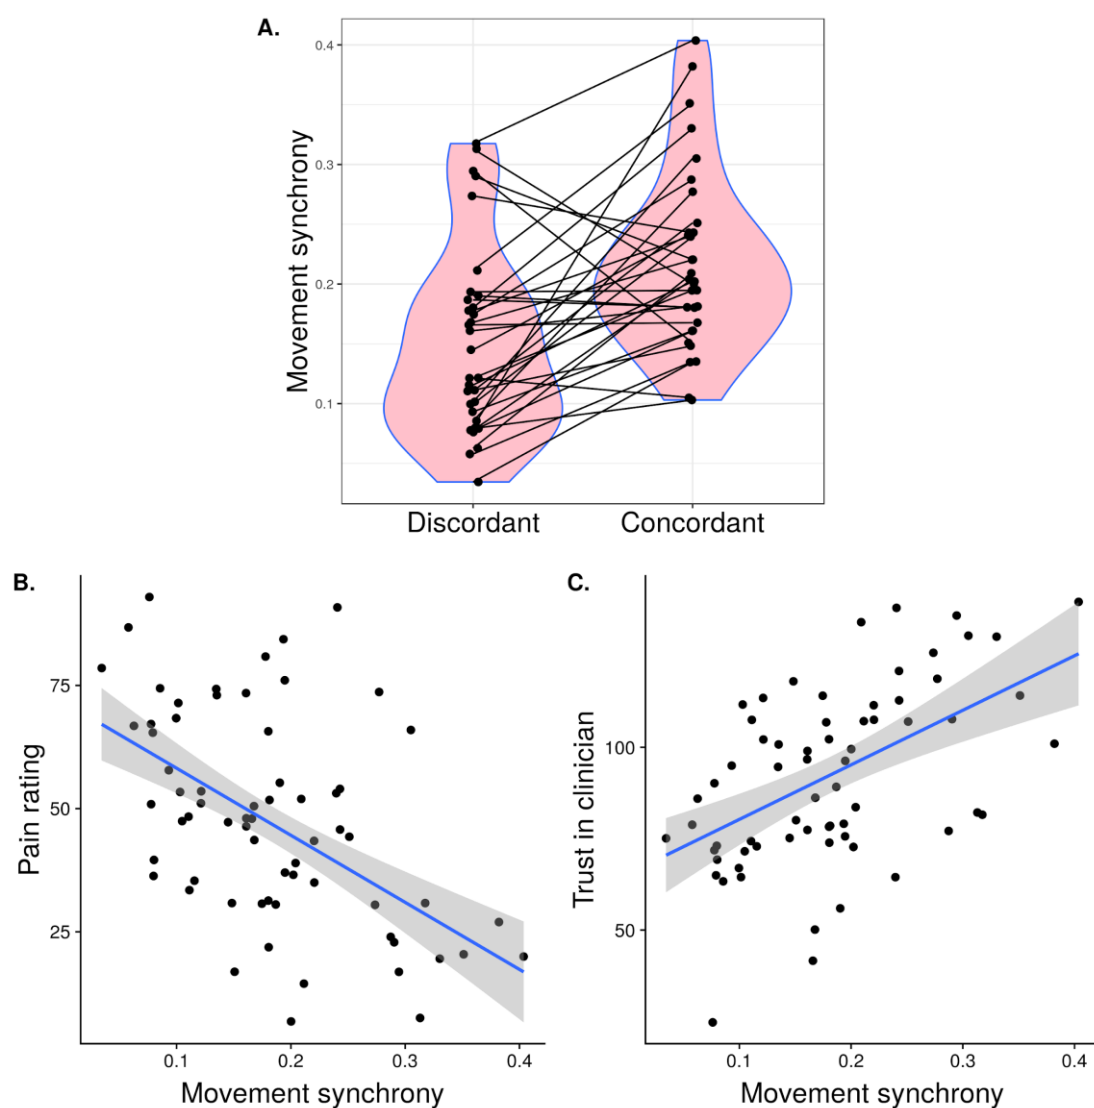 A.
Movement synchrony
0.4
0.3
0.2
0.1
Discordant Concordant
B.
Pain rating
75
50
25
0.1 0.2 0.3 0.4
Movement synchrony
C.
Trust in clinician
100
50
0.1 0.2 0.3 0.4
Movement synchrony